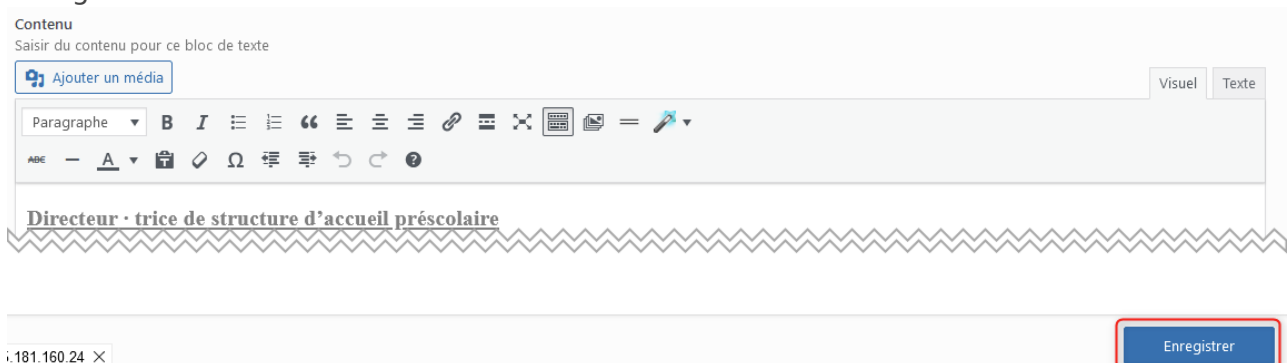 Contenu
Saisir du contenu pour ce bloc de texte
Ajouter un média
Visuel Texte
Paragraphe B I
ABE A Ω
Directeur · trice de structure d’accueil préscolaire
Enregistrer
.181.160.24